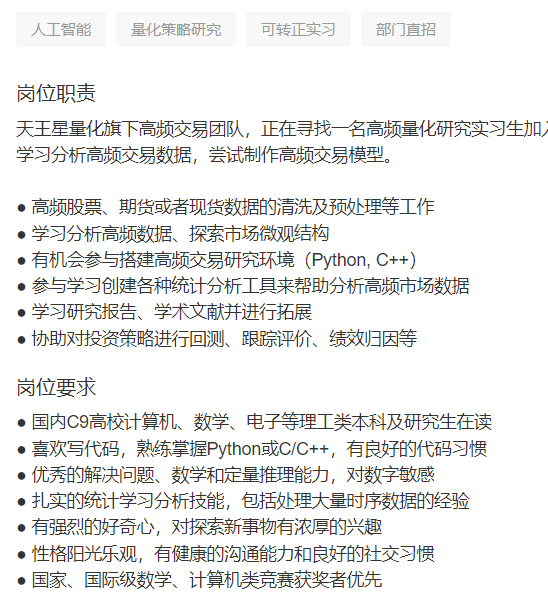 人工智能 量化策略研究 可转正实习 部门直招
岗位职责
天王星量化旗下高频交易团队，正在寻找一名高频量化研究实习生加入
学习分析高频交易数据，尝试制作高频交易模型。
● 高频股票、期货或者现货数据的清洗及预处理等工作
● 学习分析高频数据、探索市场微观结构
● 有机会参与搭建高频交易研究环境（Python, C++）
● 参与学习创建各种统计分析工具来帮助分析高频市场数据
● 学习研究报告、学术文献并进行拓展
● 协助对投资策略进行回测、跟踪评价、绩效归因等
岗位要求
● 国内C9高校计算机、数学、电子等理工类本科及研究生在读
● 喜欢写代码，熟练掌握Python或C/C++，有良好的代码习惯
● 优秀的解决问题、数学和定量推理能力，对数字敏感
● 扎实的统计学习分析技能，包括处理大量时序数据的经验
● 有强烈的好奇心，对探索新事物有浓厚的兴趣
● 性格阳光乐观，有健康的沟通能力和良好的社交习惯
● 国家、国际级数学、计算机类竞赛获奖者优先